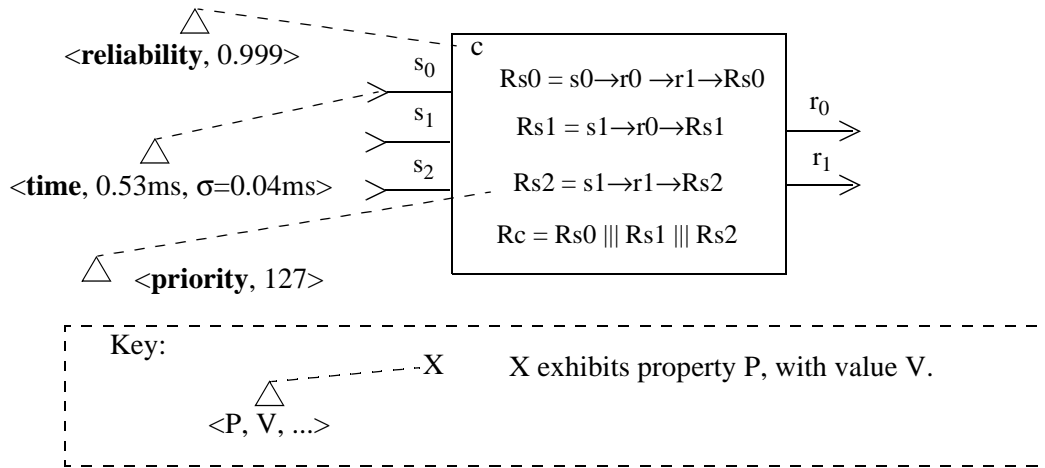 c
<reliability, 0.999>
s0
Rs0 = s0→r0 →r1→Rs0
r0
s1
Rs1 = s1→r0→Rs1
r1
<time, 0.53ms, σ=0.04ms>
s2
Rs2 = s1→r1→Rs2
Rc = Rs0 ||| Rs1 ||| Rs2
<priority, 127>
Key:
X
X exhibits property P, with value V.
<P, V, ...>